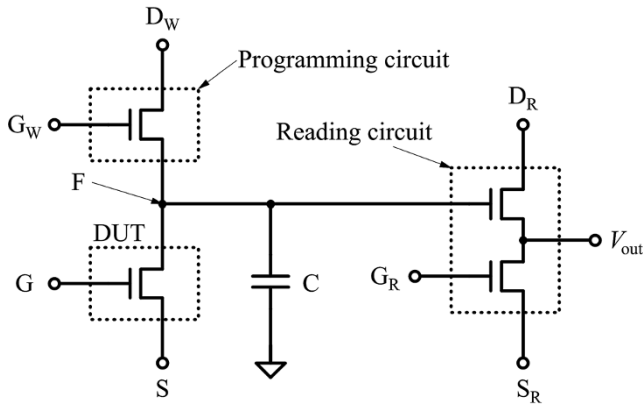 D_W
Programming circuit
D_R
G_W
Reading circuit
F
DUT
V_out
G
C
G_R
S
S_R